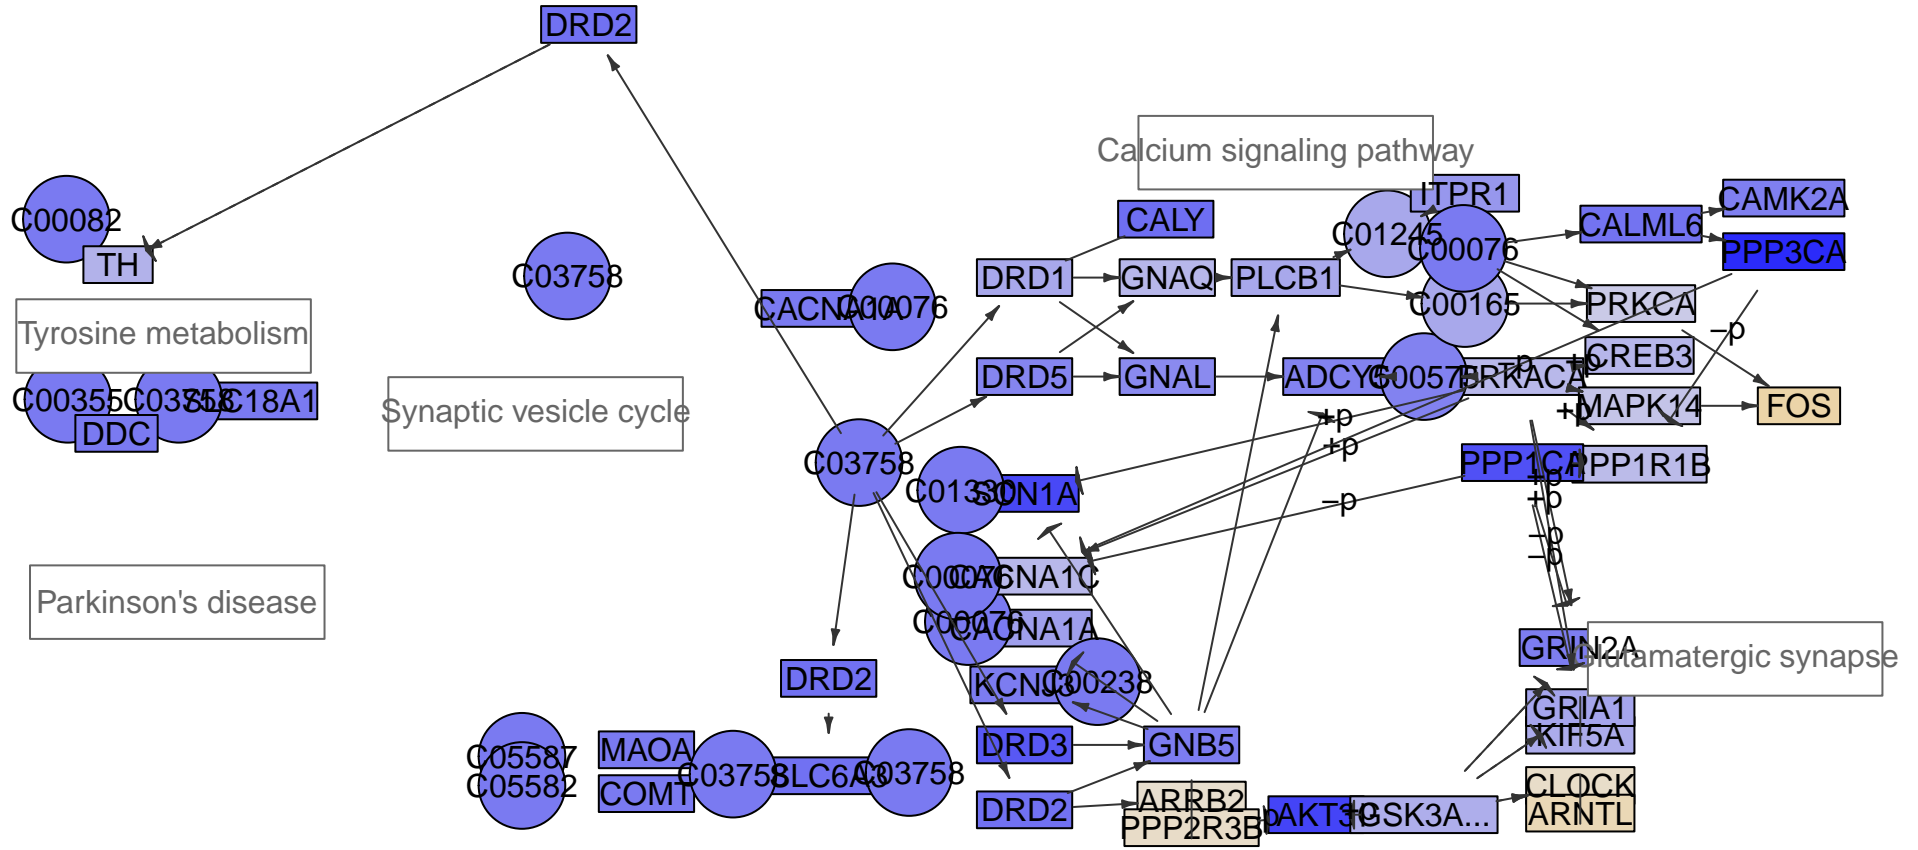 DRD2
Calcium signaling pathway
ITPR1
CAMK2A
C00082
CALY
C01245
C00076
CALML6
PPP3CA
TH
C03758
DRD1
GNAQ
PLCB1
C00165
PRKCA
CACNA1A
C00076
Tyrosine metabolism
−p
CREB3
−p
+p
DRD5
GNAL
ADCY5
C00575
PRKACA
C00355
C03758
SLC18A1
Synaptic vesicle cycle
MAPK14
FOS
+p
+p
DDC
+p
C03758
PPP1CA
PPP1R1B
C01330
SCN1A
+p
+p
−p
−p
−p
C00076
CACNA1C
Parkinson's disease
C00076
CACNA1A
GRIN2A
Glutamatergic synapse
DRD2
KCNJ3
C00238
GRIA1
KIF5A
C05587
MAOA
DRD3
GNB5
C05582
COMT
C03758
SLC6A3
C03758
CLOCK
DRD2
ARRB2
ARNTL
PPP2R3B
−p
AKT3
+p
GSK3A...